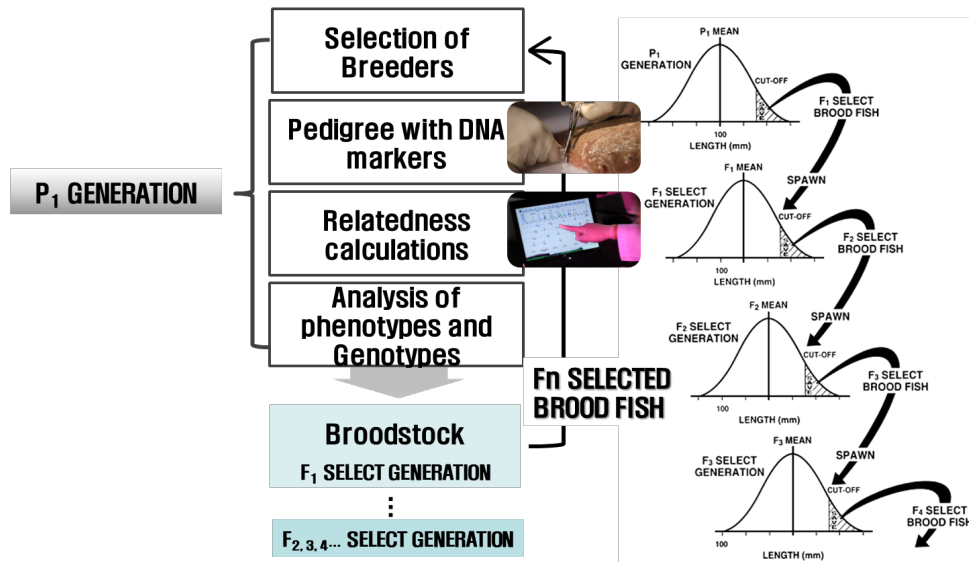 P1 GENERATION
Selection of
Breeders
Pedigree with DNA
markers
Relatedness
calculations
Analysis of
phenotypes and
Genotypes
Broodstock
F1 SELECT GENERATION
⋮
F2, 3, 4... SELECT GENERATION
Fn SELECTED
BROOD FISH
P1 MEAN
P1
GENERATION
CUT-OFF
SAVE
100
LENGTH (mm)
F1 SELECT
BROOD FISH
SPAWN
F1 MEAN
F1 SELECT
GENERATION
CUT-OFF
SAVE
100
LENGTH (mm)
F2 SELECT
BROOD FISH
SPAWN
F2 MEAN
F2 SELECT
GENERATION
CUT-OFF
SAVE
100
LENGTH (mm)
F3 SELECT
BROOD FISH
SPAWN
F3 MEAN
F3 SELECT
GENERATION
CUT-OFF
SAVE
100
LENGTH (mm)
F4 SELECT
BROOD FISH